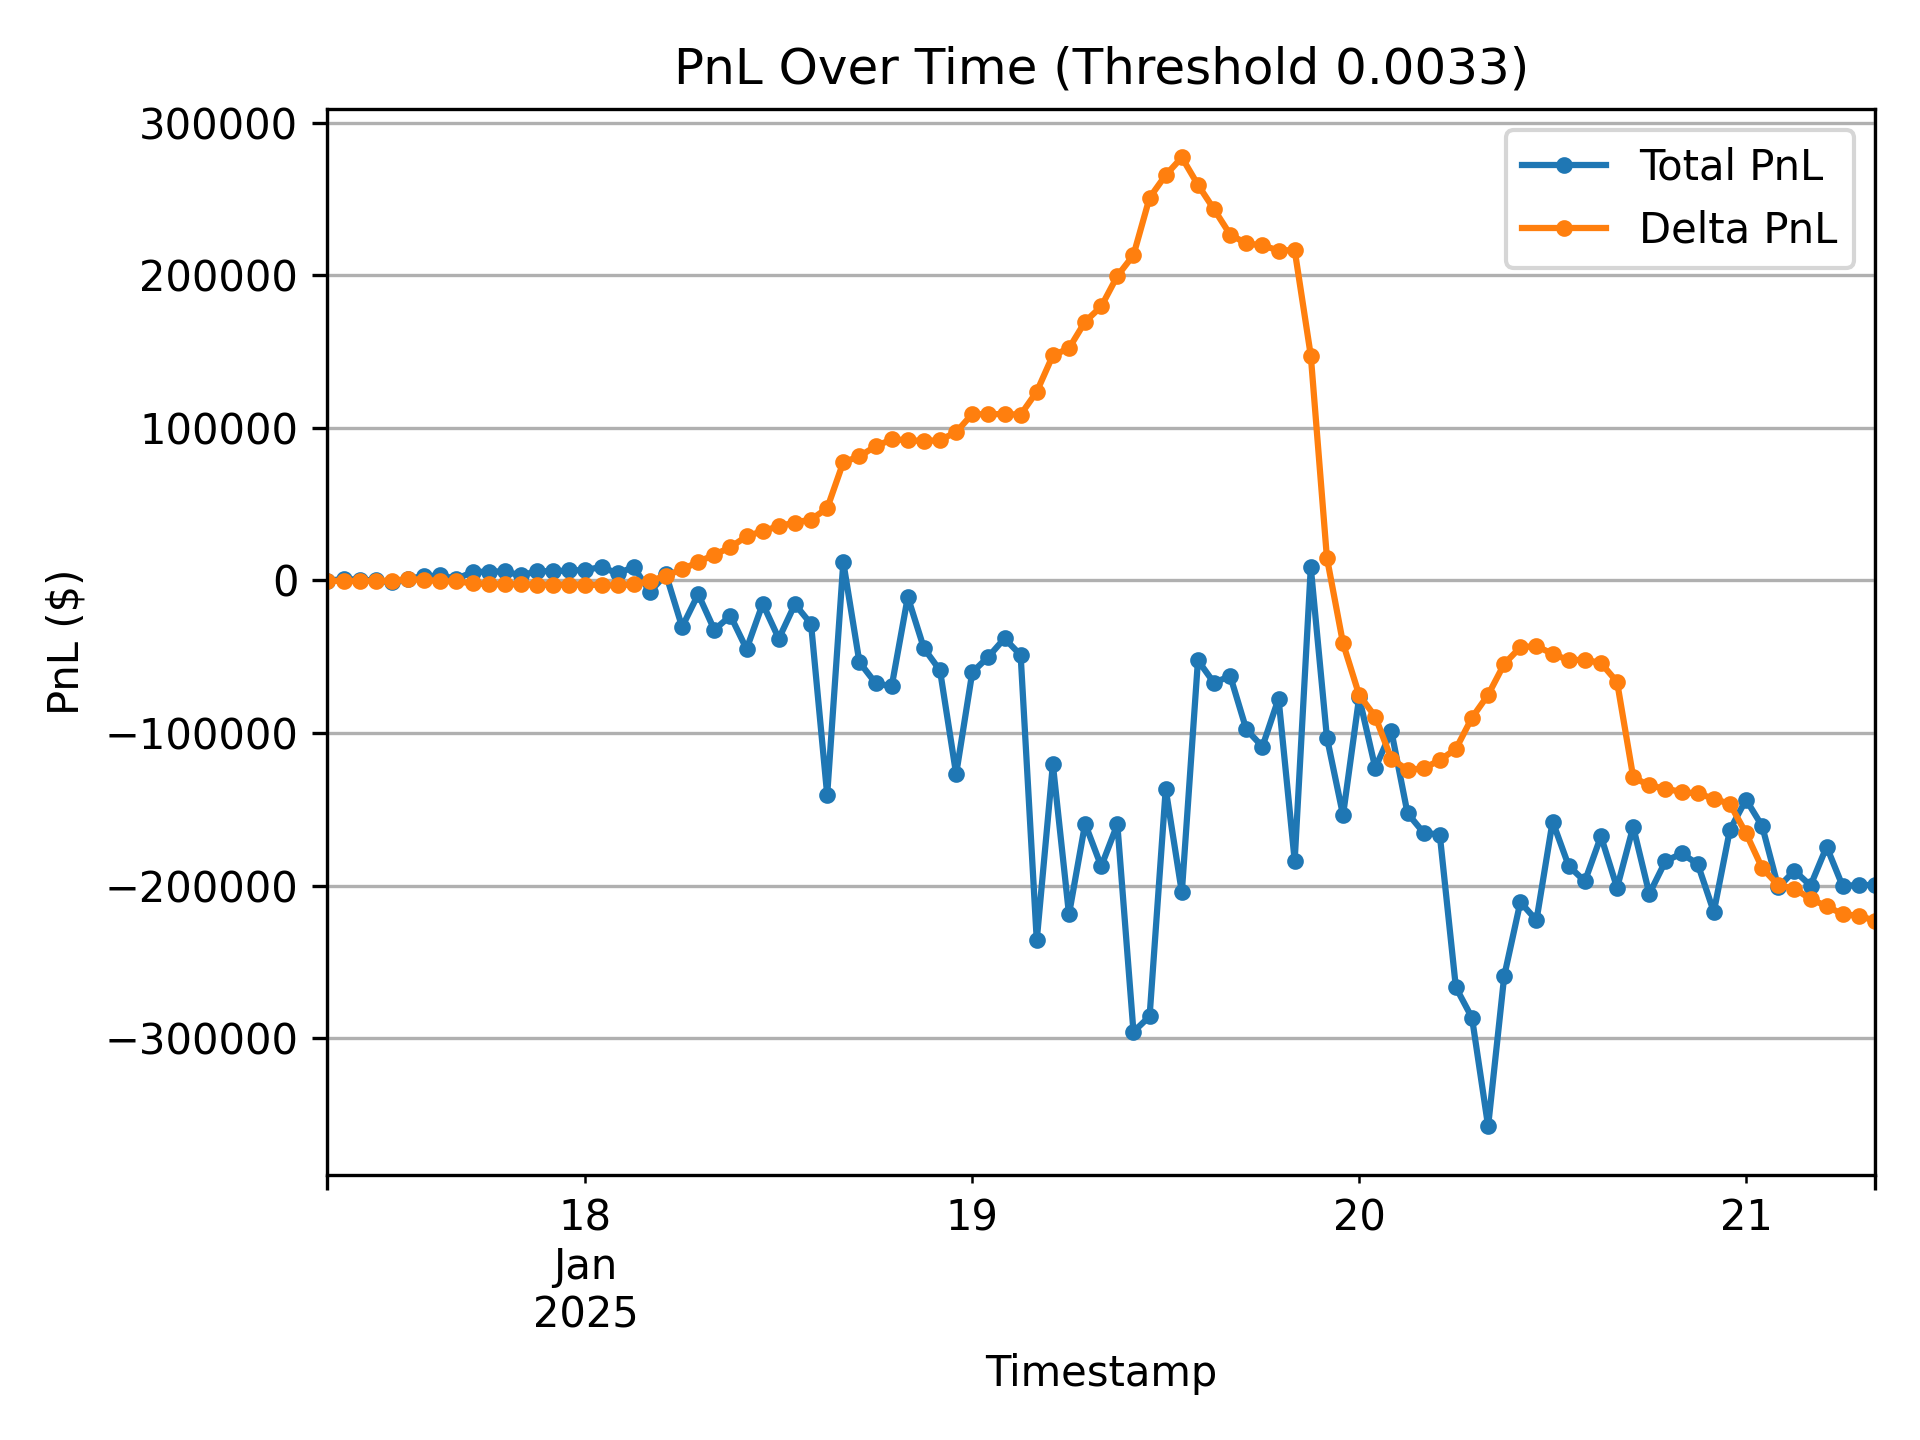 PnL Over Time (Threshold 0.0033)
Total PnL
Delta PnL
300000
200000
100000
0
−100000
−200000
−300000
PnL ($)
18
19
20
21
Jan
2025
Timestamp